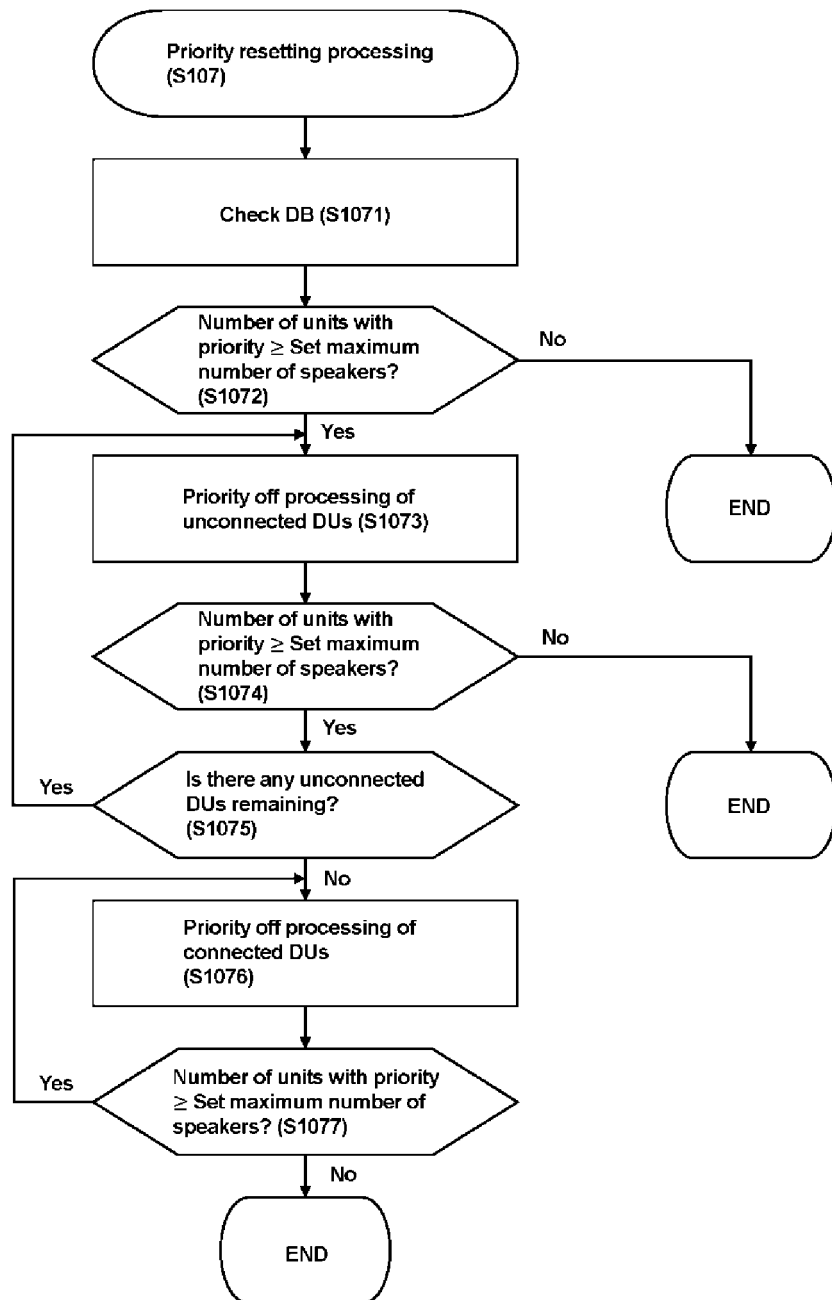 Priority resetting processing
(S107)
Check DB (S1071)
Number of units with
priority ≥ Set maximum
number of speakers?
(S1072)
No
Yes
END
Priority off processing of
unconnected DUs (S1073)
Number of units with
priority ≥ Set maximum
number of speakers?
(S1074)
No
Yes
END
Is there any unconnected
DUs remaining?
(S1075)
Yes
No
Priority off processing of
connected DUs
(S1076)
Number of units with priority
≥ Set maximum number of
speakers? (S1077)
Yes
No
END